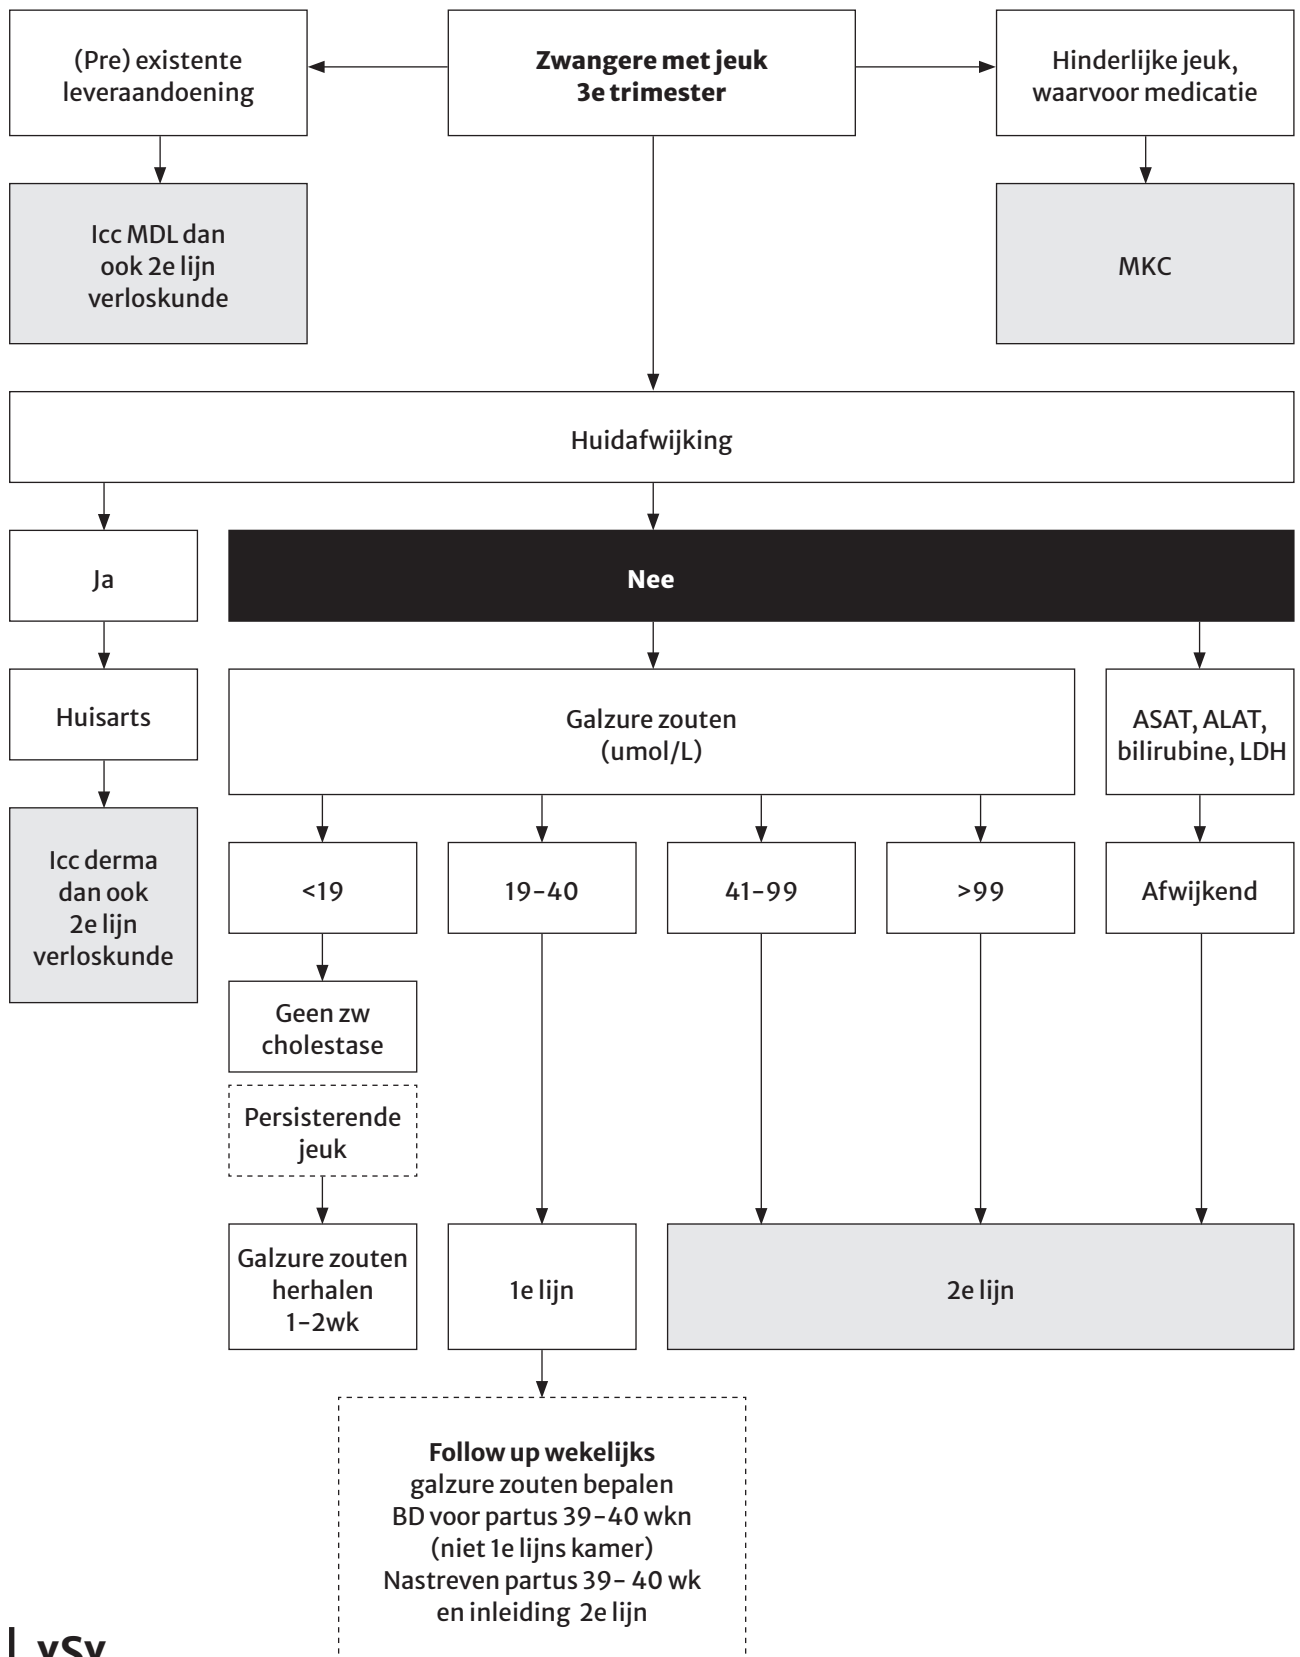 (Pre) existente
leveraandoening
Zwangere met jeuk
3e trimester
Hinderlijke jeuk,
waarvoor medicatie
Icc MDL dan
ook 2e lijn
verloskunde
MKC
Huidafwijking
Ja
Nee
Huisarts
Galzure zouten
(umol/L)
ASAT, ALAT,
bilirubine, LDH
Icc derma
dan ook
2e lijn
verloskunde
<19
19-40
41-99
>99
Afwijkend
Geen zw
cholestase
Persisterende
jeuk
Galzure zouten
herhalen
1-2wk
1e lijn
2e lijn
Follow up wekelijks
galzure zouten bepalen
BD voor partus 39-40 wkn
(niet 1e lijns kamer)
Nastreven partus 39- 40 wk
en inleiding 2e lijn